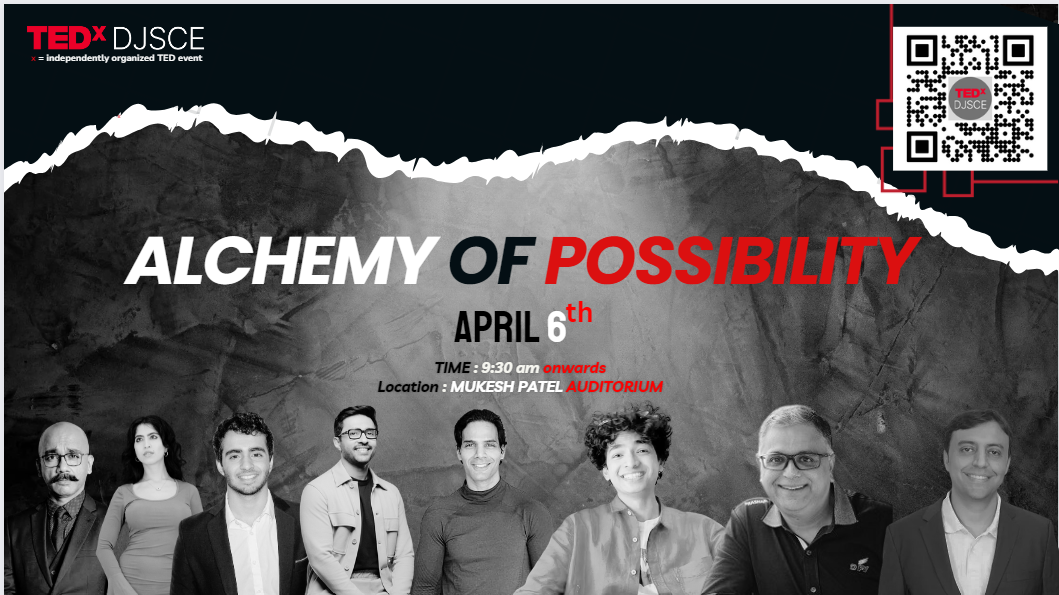 TEDx DJSCE
x = independently organized TED event
TEDx
DJSCE
ALCHEMY OF POSSIBILITY
APRIL 6th
TIME : 9:30 am onwards
Location : MUKESH PATEL AUDITORIUM